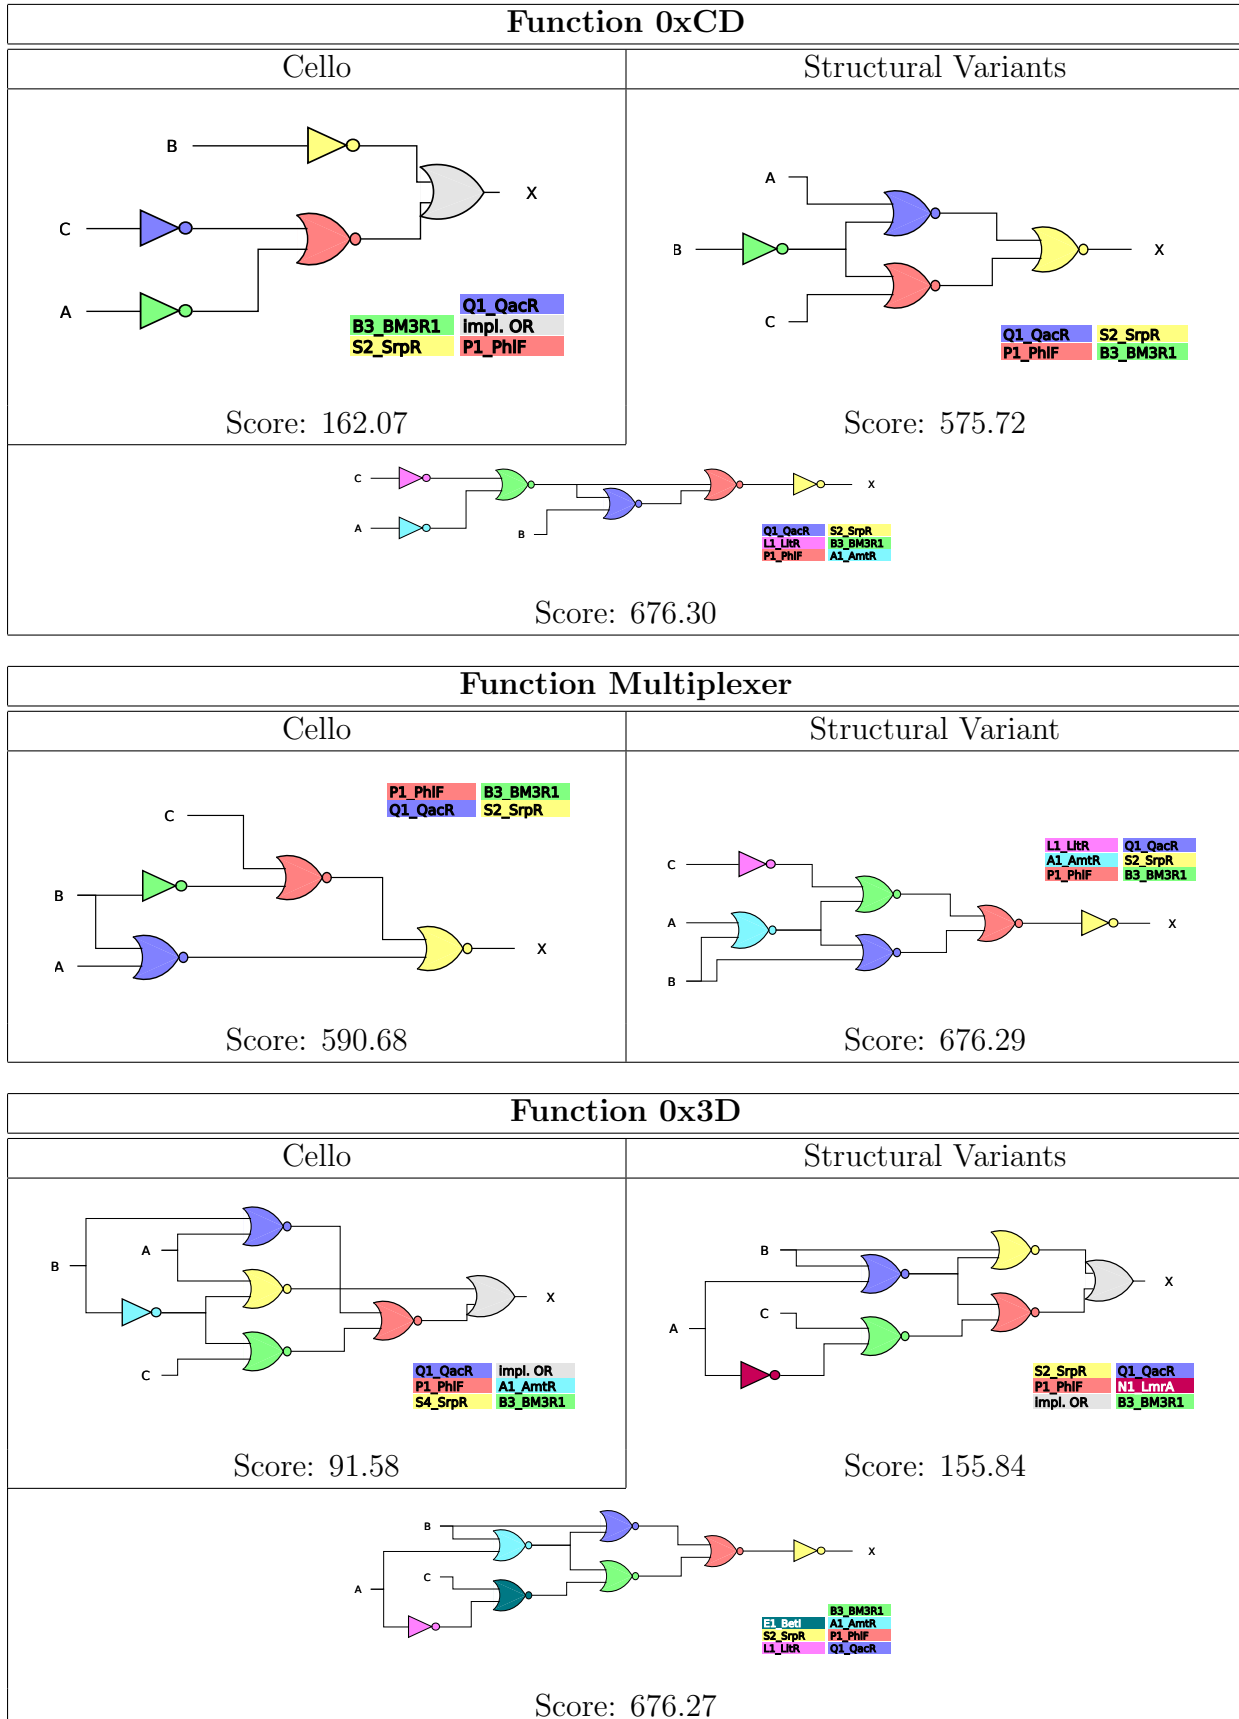 Function 0xCD
Cello
Structural Variants
B
C
A
X
Q1_QacR
B3_BM3R1 impl. OR
S2_SrpR P1_PhlF
Score: 162.07
A
B
C
X
Q1_QacR S2_SrpR
P1_PhlF B3_BM3R1
Score: 575.72
C
A
B
X
Q1_QacR S2_SrpR
L1_LitR B3_BM3R1
P1_PhlF A1_AmtR
Score: 676.30
Function Multiplexer
Cello
Structural Variant
P1_PhlF B3_BM3R1
Q1_QacR S2_SrpR
C
B
A
X
Score: 590.68
L1_LitR Q1_QacR
A1_AmtR S2_SrpR
P1_PhlF B3_BM3R1
C
A
B
X
Score: 676.29
Function 0x3D
Cello
Structural Variants
A
B
C
X
Q1_QacR impl. OR
P1_PhlF A1_AmtR
S4_SrpR B3_BM3R1
Score: 91.58
B
C
A
X
S2_SrpR Q1_QacR
P1_PhlF N1_LmrA
impl. OR B3_BM3R1
Score: 155.84
B
C
A
X
B3_BM3R1
E1_BetI A1_AmtR
S2_SrpR P1_PhlF
L1_LitR Q1_QacR
Score: 676.27